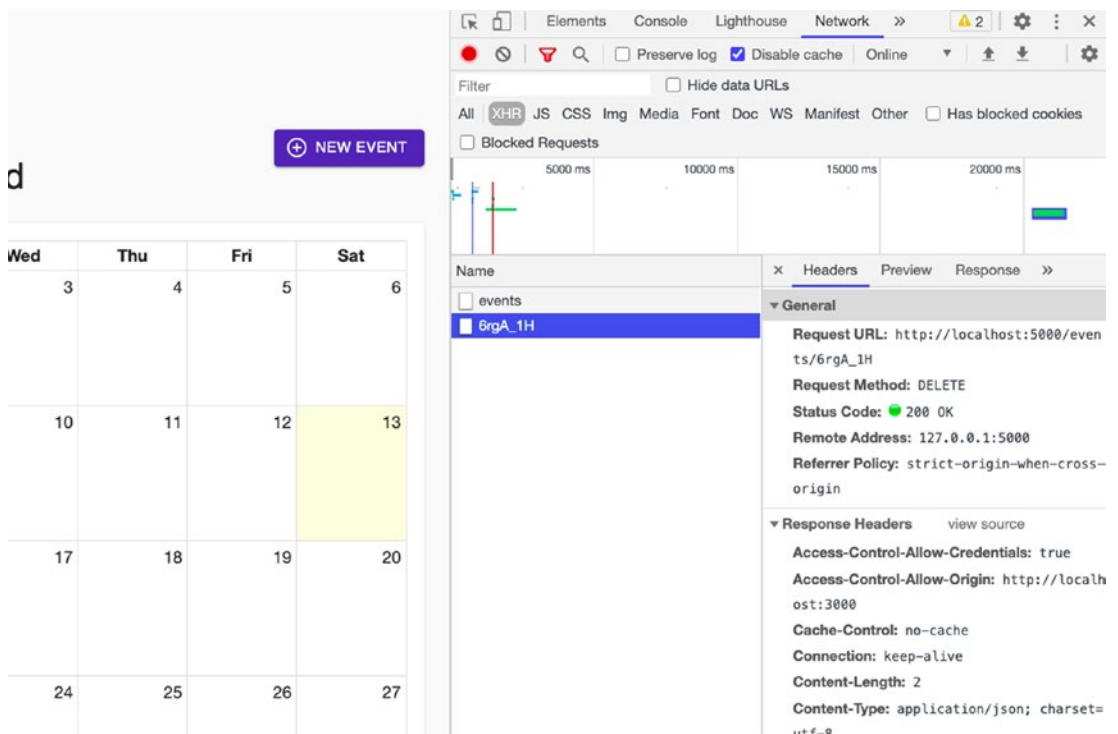 d
NEW EVENT
Wed Thu Fri Sat
3 4 5 6
10 11 12 13
17 18 19 20
24 25 26 27
Elements Console Lighthouse Network » 2
Preserve log Disable cache Online
Filter Hide data URLs
All XHR JS CSS Img Media Font Doc WS Manifest Other Has blocked cookies
Blocked Requests
5000 ms 10000 ms 15000 ms 20000 ms
Name
events
6rgA_1H
× Headers Preview Response »
General
Request URL: http://localhost:5000/even
ts/6rgA_1H
Request Method: DELETE
Status Code: 200 OK
Remote Address: 127.0.0.1:5000
Referrer Policy: strict-origin-when-cross-
origin
Response Headers view source
Access-Control-Allow-Credentials: true
Access-Control-Allow-Origin: http://localh
ost:3000
Cache-Control: no-cache
Connection: keep-alive
Content-Length: 2
Content-Type: application/json; charset=
utf-8